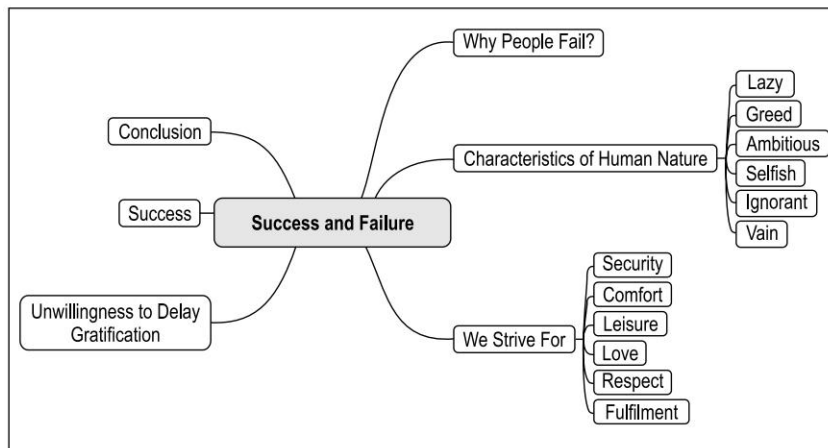 Why People Fail?
Lazy
Greed
Ambitious
Characteristics of Human Nature
Selfish
Ignorant
Vain
Conclusion
Success
Success and Failure
Unwillingness to Delay
Gratification
Security
Comfort
Leisure
We Strive For
Love
Respect
Fulfilment